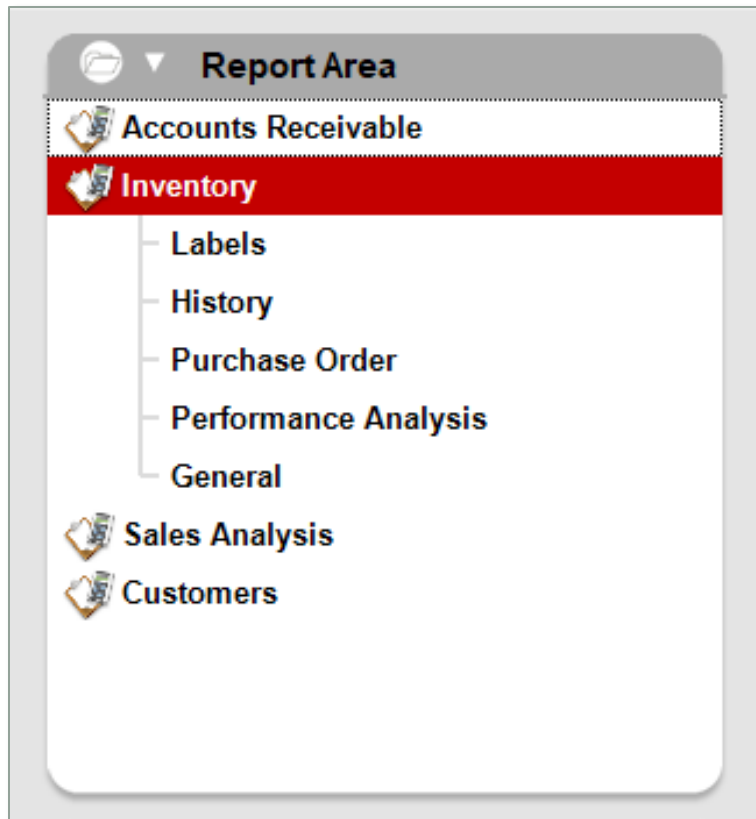 Report Area
Accounts Receivable
Inventory
Labels
History
Purchase Order
Performance Analysis
General
Sales Analysis
Customers